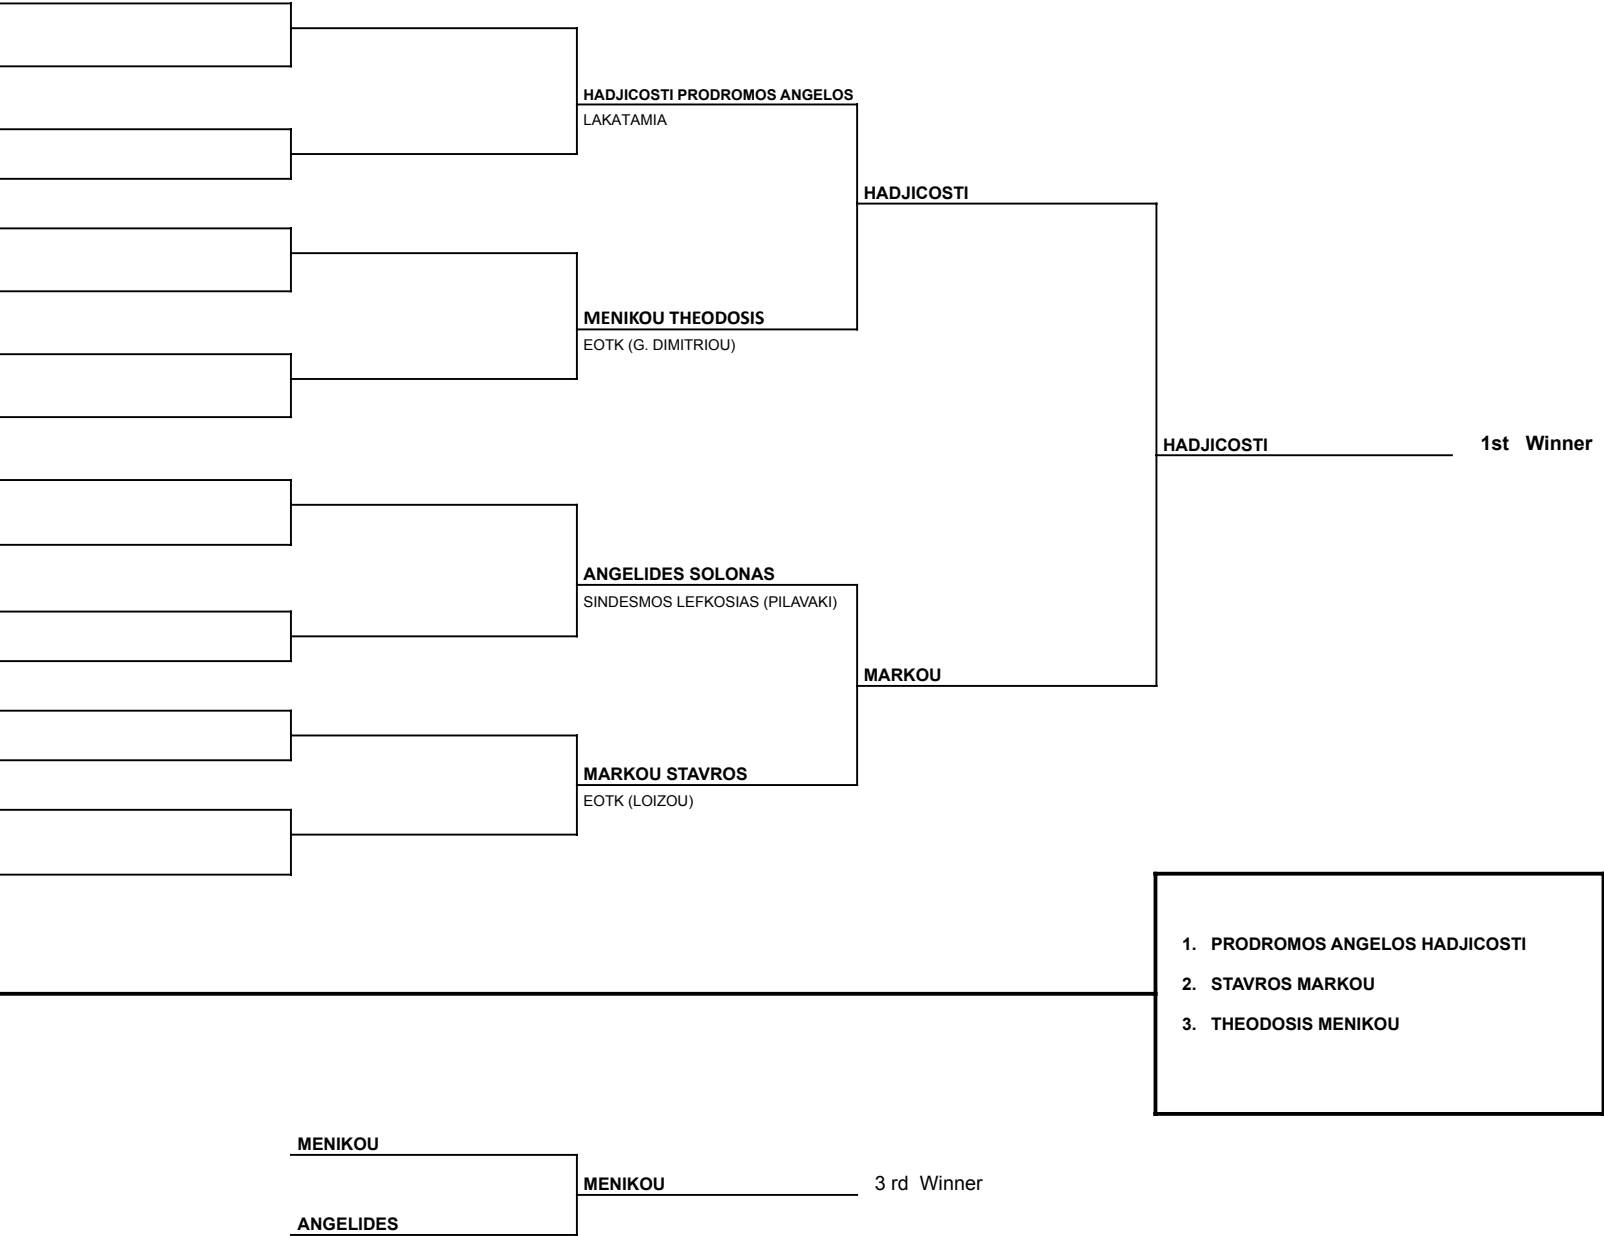 HADJICOSTI PRODROMOS ANGELOS
LAKATAMIA
HADJICOSTI
MENIKOU THEODOSIS
EOTK (G. DIMITRIOU)
HADJICOSTI
1st Winner
ANGELIDES SOLONAS
SINDESMOS LEFKOSIAS (PILAVAKI)
MARKOU
MARKOU STAVROS
EOTK (LOIZOU)
1. PRODROMOS ANGELOS HADJICOSTI
2. STAVROS MARKOU
3. THEODOSIS MENIKOU
MENIKOU
MENIKOU
3 rd Winner
ANGELIDES